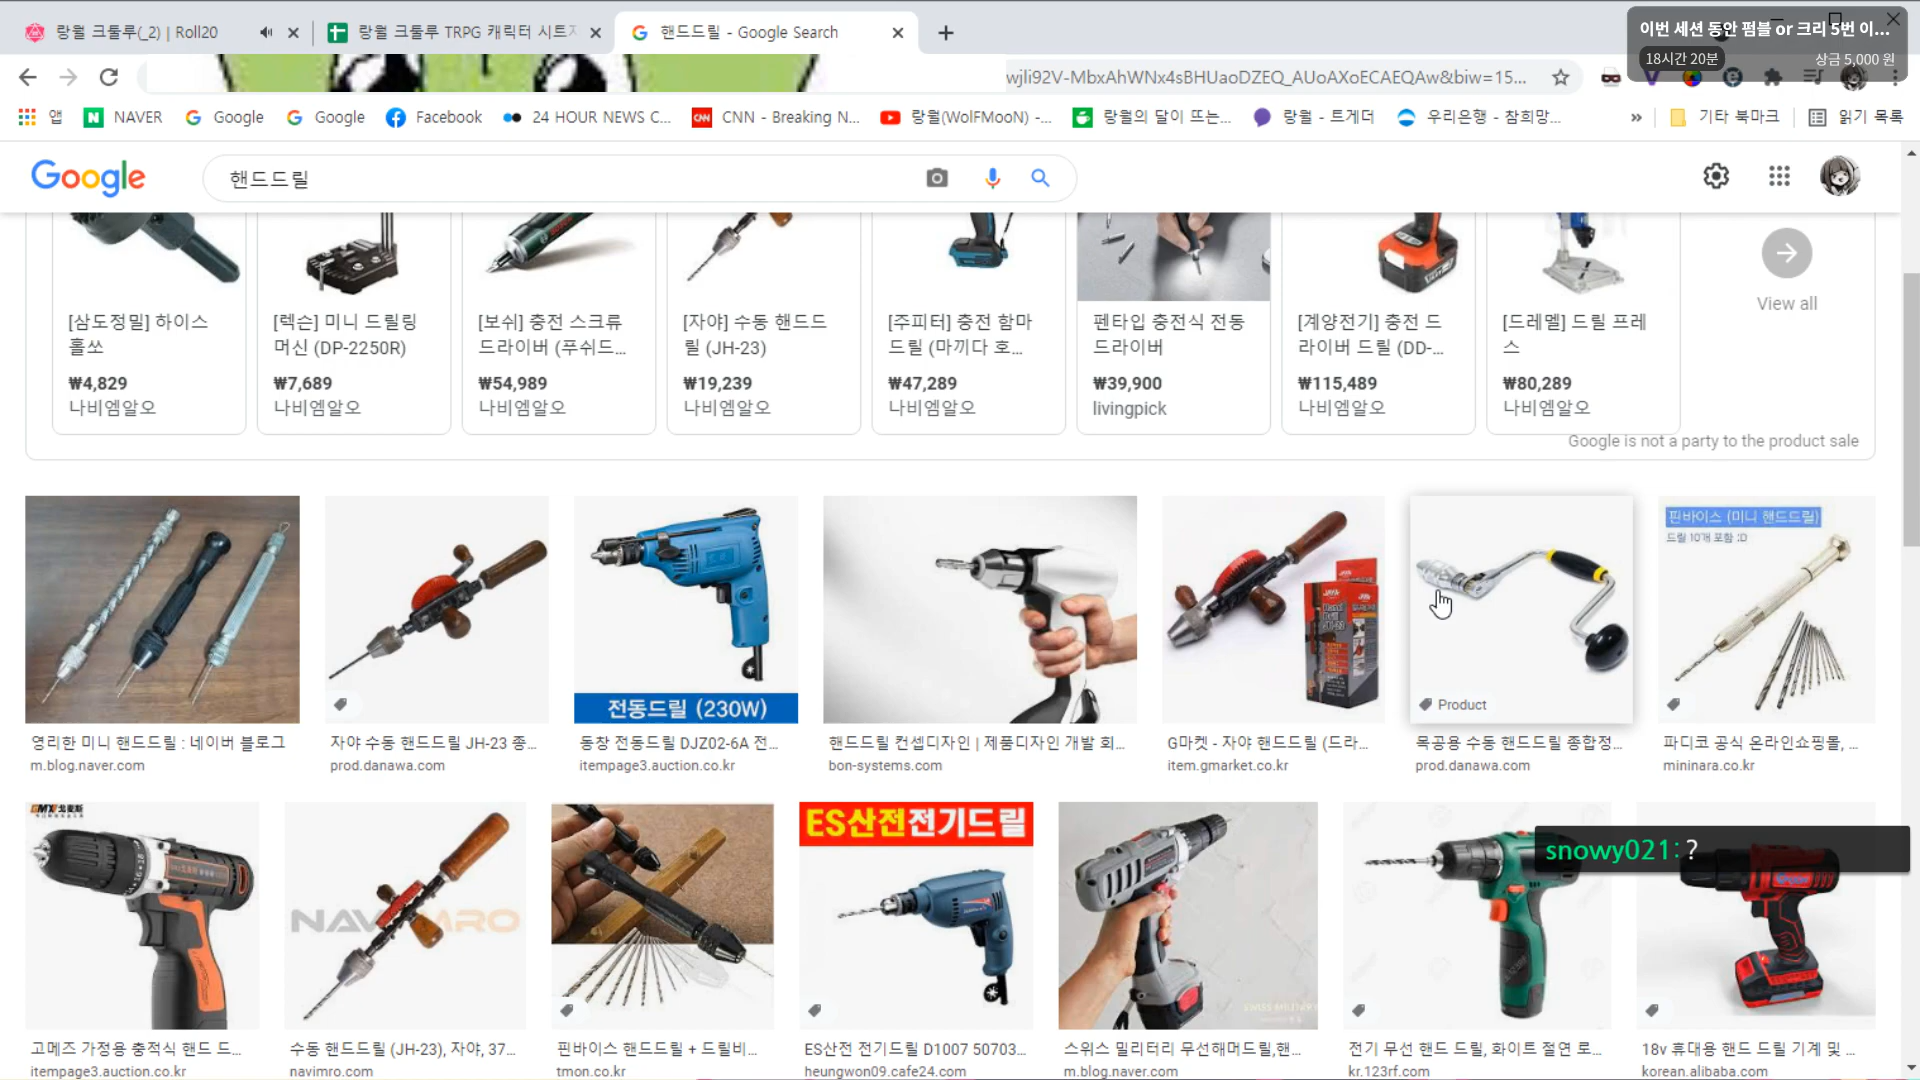 랑월 크툴루(_2) | Roll20
랑월 크툴루 TRPG 캐릭터 시트
핸드드릴 - Google Search
이번 세션 동안 펌블 or 크리 5번 이...
18시간 20분
상금 5,000 원
wjli92V-MbxAhWNx4sBHUaoDZEQ_AUoAXoECAEQAw&biw=15...
앱
NAVER
Google
Google
Facebook
24 HOUR NEWS C...
CNN - Breaking N...
랑월(WolFMooN) -...
랑월의 달이 뜨는...
랑월 - 트게더
우리은행 - 참희망...
»
기타 북마크
읽기 목록
Google
핸드드릴
[삼도정밀] 하이스
홀쏘
₩4,829
나비엠알오
[렉슨] 미니 드릴링
머신 (DP-2250R)
₩7,689
나비엠알오
[보쉬] 충전 스크류
드라이버 (푸쉬드...
₩54,989
나비엠알오
[자야] 수동 핸드드
릴 (JH-23)
₩19,239
나비엠알오
[주피터] 충전 함마
드릴 (마끼다 호...
₩47,289
나비엠알오
펜타입 충전식 전동
드라이버
₩39,900
livingpick
[계양전기] 충전 드
라이버 드릴 (DD-...
₩115,489
나비엠알오
[드레멜] 드릴 프레
스
₩80,289
나비엠알오
View all
Google is not a party to the product sale
전동드릴 (230W)
Product
핀바이스 (미니 핸드드릴)
드릴 10개 포함 :D
영리한 미니 핸드드릴 : 네이버 블로그
m.blog.naver.com
자야 수동 핸드드릴 JH-23 종...
prod.danawa.com
동창 전동드릴 DJZ02-6A 전...
itempage3.auction.co.kr
핸드드릴 컨셉디자인 | 제품디자인 개발 회...
bon-systems.com
G마켓 - 자야 핸드드릴 (드라...
item.gmarket.co.kr
목공용 수동 핸드드릴 종합정...
prod.danawa.com
파디코 공식 온라인쇼핑몰, ...
mininara.co.kr
ES산전전기드릴
snowy021: ?
고메즈 가정용 충적식 핸드 드...
itempage3.auction.co.kr
수동 핸드드릴 (JH-23), 자야, 37...
navimro.com
핀바이스 핸드드릴 + 드릴비...
tmon.co.kr
ES산전 전기드릴 D1007 50703...
heungwon09.cafe24.com
스위스 밀리터리 무선해머드릴,핸...
m.blog.naver.com
전기 무선 핸드 드릴, 화이트 절연 로...
kr.123rf.com
18v 휴대용 핸드 드릴 기계 및 ...
korean.alibaba.com